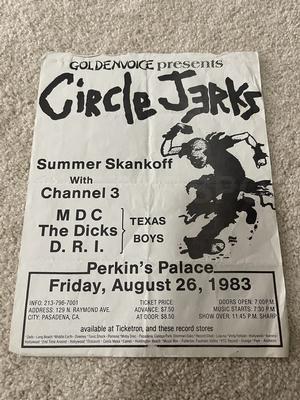 GOLDENVOICE presents
CIRCLE JERKS
Summer Skankoff
With
Channel 3
MDC
The Dicks
D. R. I.
TEXAS
BOYS
Perkin's Palace
Friday, August 26, 1983
INFO: 213-796-7001
ADDRESS: 129 N. RAYMOND AVE.
CITY: PASADENA, CA.
TICKET PRICE:
ADVANCE: $7.50
AT DOOR: $8.50
DOORS OPEN: 7:00 P.M.
MUSIC STARTS: 7:30 P.M
SHOW OVER: 11:45 P.M. SHARP
available at Ticketron, and these record stores